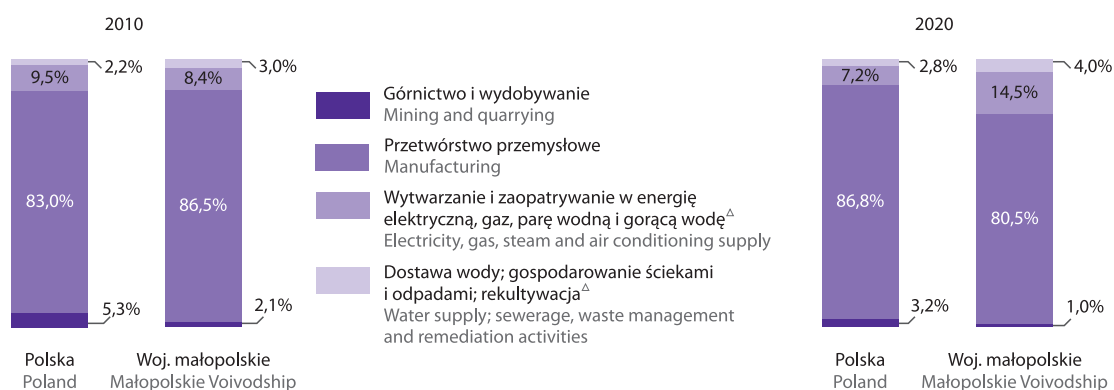 2010
2,2%
9,5%
83,0%
5,3%
3,0%
8,4%
86,5%
2,1%
Polska
Poland
Woj. małopolskie
Małopolskie Voivodship
Górnictwo i wydobywanie
Mining and quarrying
Przetwórstwo przemysłowe
Manufacturing
Wytwarzanie i zaopatrywanie w energię
elektryczną, gaz, parę wodną i gorącą wodę△
Electricity, gas, steam and air conditioning supply
Dostawa wody; gospodarowanie ściekami
i odpadami; rekultywacja△
Water supply; sewerage, waste management
and remediation activities
2020
2,8%
7,2%
86,8%
3,2%
4,0%
14,5%
80,5%
1,0%
Polska
Poland
Woj. małopolskie
Małopolskie Voivodship